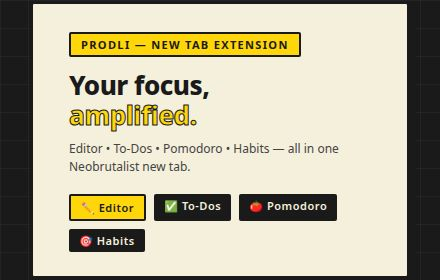 PRODLI — NEW TAB EXTENSION
Your focus,
amplified.
Editor • To-Dos • Pomodoro • Habits — all in one
Neobrutalist new tab.
✏️ Editor
✅ To-Dos
🍅 Pomodoro
🎯 Habits